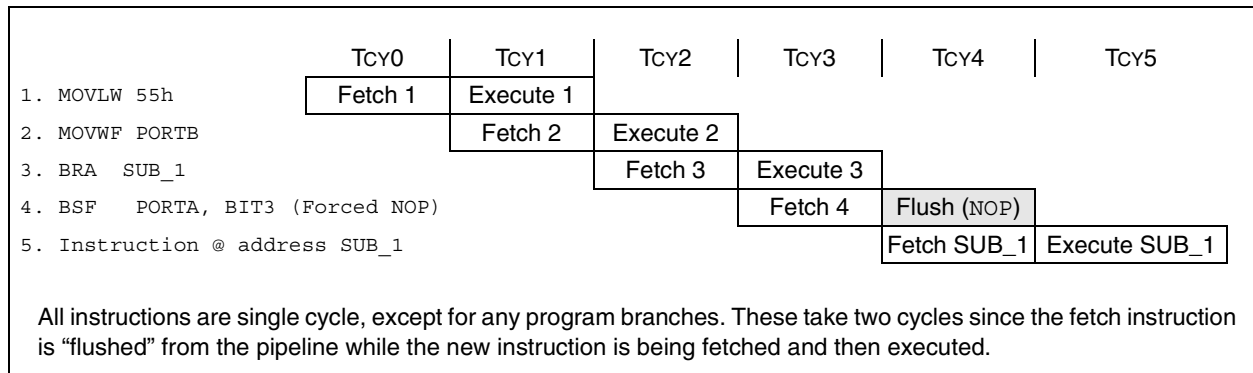 TCY0 TCY1 TCY2 TCY3 TCY4 TCY5
1. MOVLW 55h Fetch 1 Execute 1
2. MOVWF PORTB Fetch 2 Execute 2
3. BRA SUB_1 Fetch 3 Execute 3
4. BSF PORTA, BIT3 (Forced NOP) Fetch 4 Flush (NOP)
5. Instruction @ address SUB_1 Fetch SUB_1 Execute SUB_1
All instructions are single cycle, except for any program branches. These take two cycles since the fetch instruction
is “flushed” from the pipeline while the new instruction is being fetched and then executed.